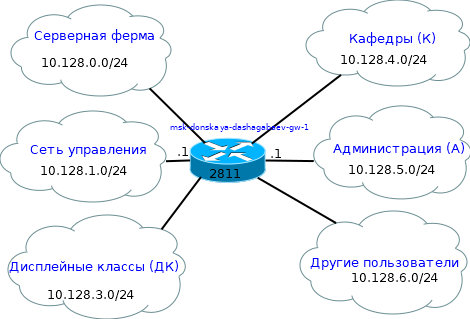 Серверная ферма
10.128.0.0/24
Кафедры (К)
10.128.4.0/24
msk-donskaya-dashagabaev-gw-1
Сеть управления
10.128.1.0/24
.1
.1
2811
Администрация (А)
10.128.5.0/24
Дисплейные классы (ДК)
10.128.3.0/24
Другие пользователи
10.128.6.0/24